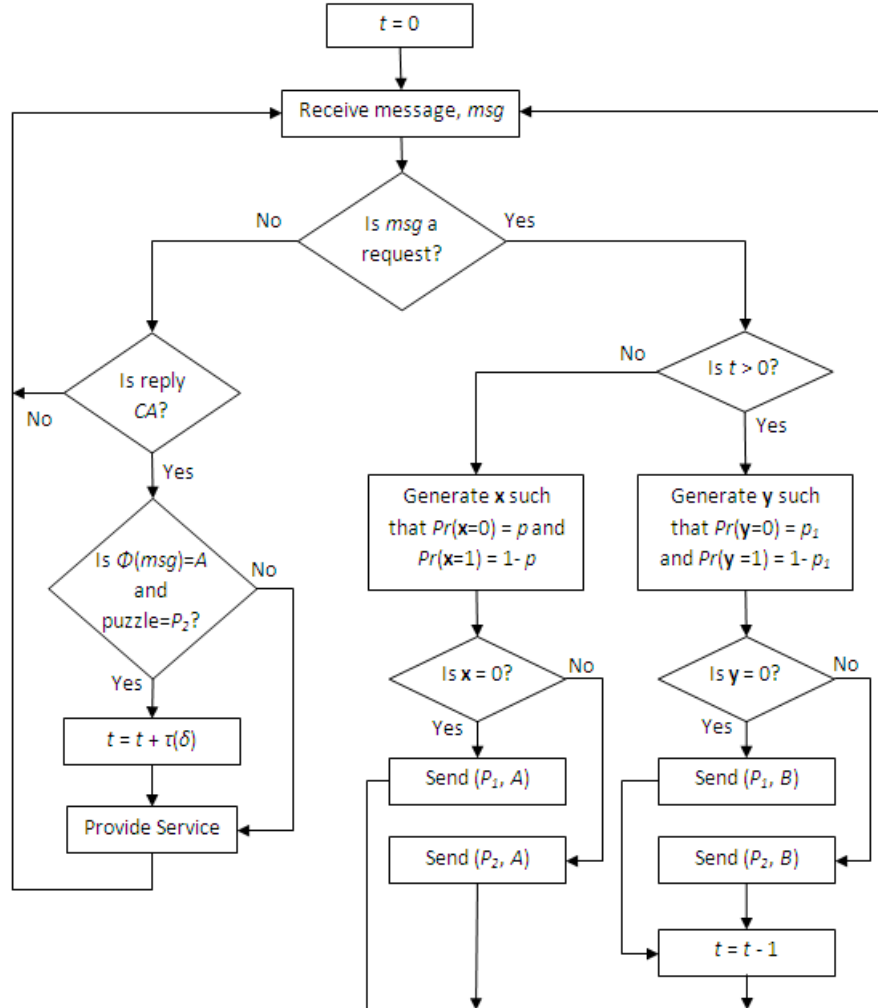 t = 0
Receive message, msg
No
Yes
Is msg a
request?
No
Is reply
CA?
Is t > 0?
No
Yes
Yes
Generate x such
that Pr(x=0) = p and
Pr(x=1) = 1- p
Generate y such
that Pr(y=0) = p₁
and Pr(y =1) = 1- p₁
Is Φ(msg)=A
and
puzzle=P₂?
No
Yes
Is x = 0?
No
Yes
Is y = 0?
No
Yes
t = t + τ(δ)
Send (P₁, A)
Send (P₁, B)
Provide Service
Send (P₂, A)
Send (P₂, B)
t = t - 1